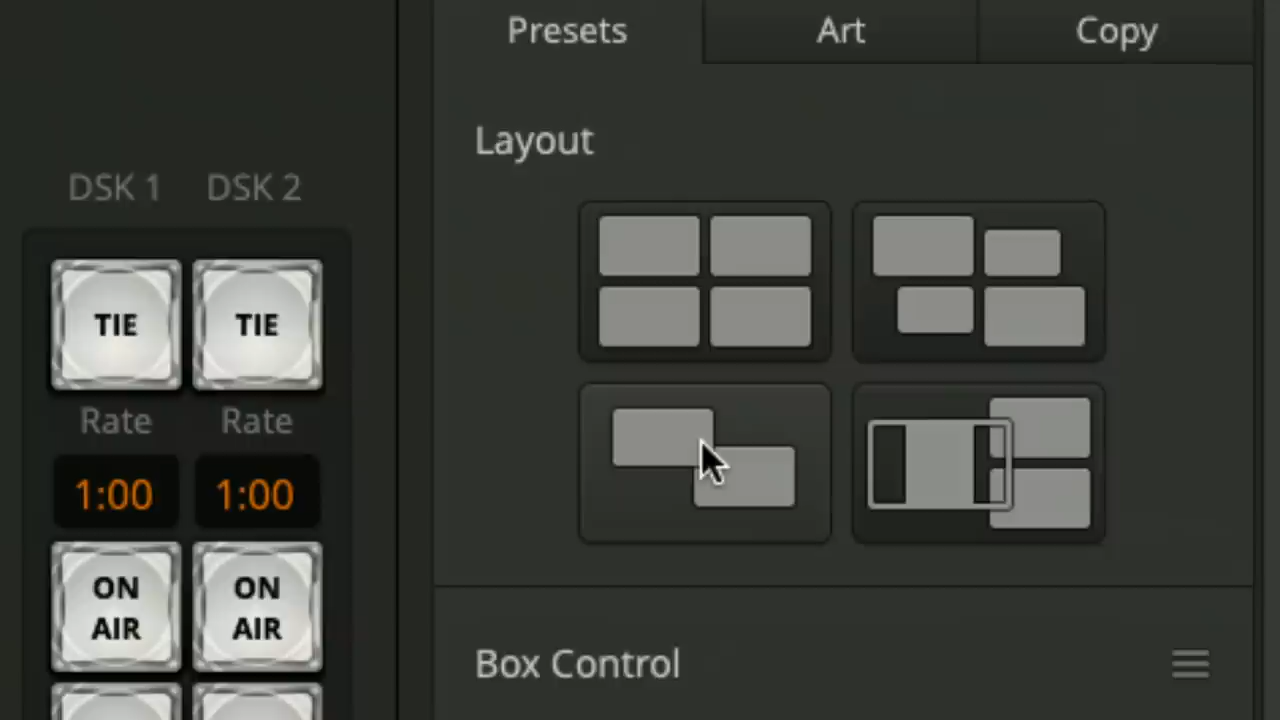 Presets Art Copy
Layout
DSK 1 DSK 2
TIE TIE
Rate Rate
1:00 1:00
ON AIR ON AIR
Box Control